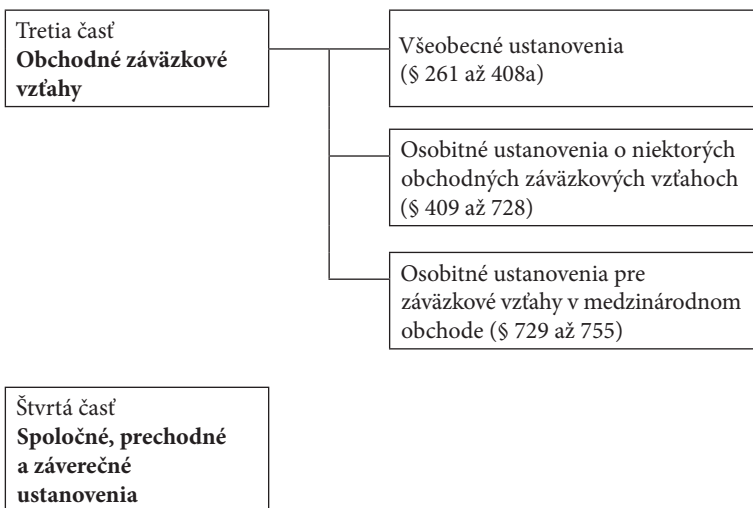 Tretia časť
Obchodné záväzkové
vzťahy
Všeobecné ustanovenia
(§ 261 až 408a)
Osobitné ustanovenia o niektorých
obchodných záväzkových vzťahoch
(§ 409 až 728)
Osobitné ustanovenia pre
záväzkové vzťahy v medzinárodnom
obchode (§ 729 až 755)
Štvrtá časť
Spoločné, prechodné
a záverečné
ustanovenia